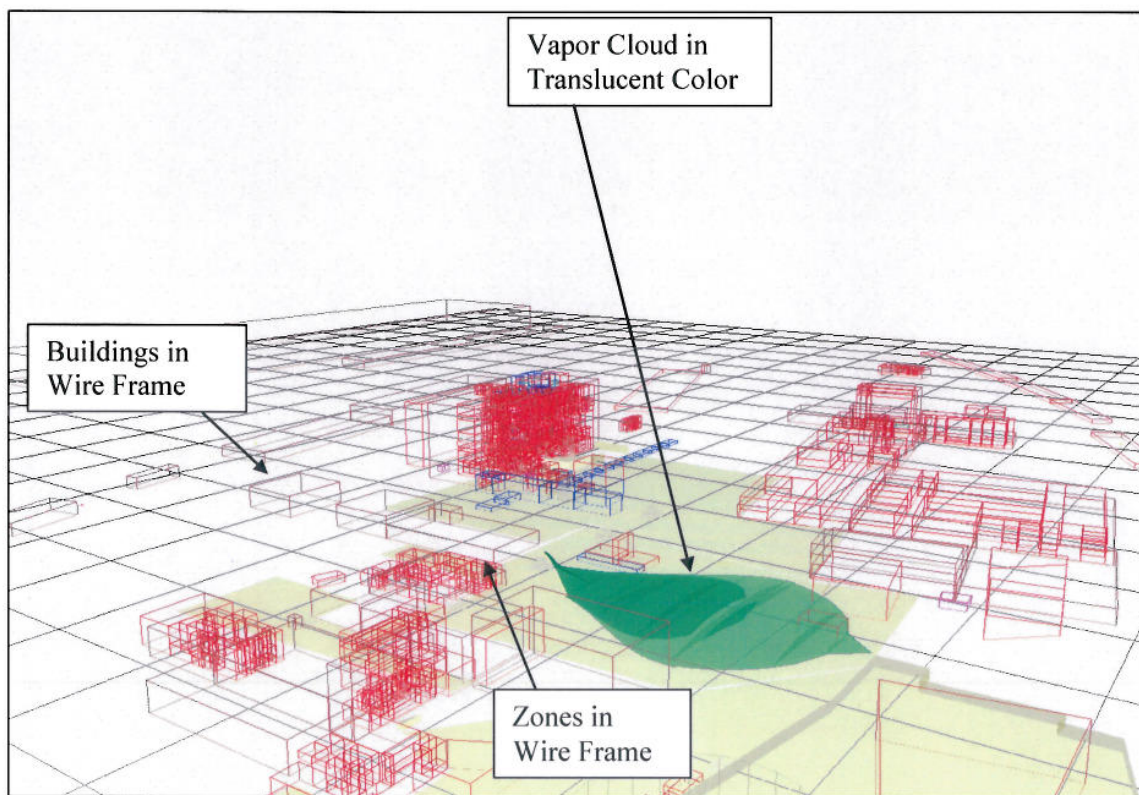 Vapor Cloud in
Translucent Color
Buildings in
Wire Frame
Zones in
Wire Frame